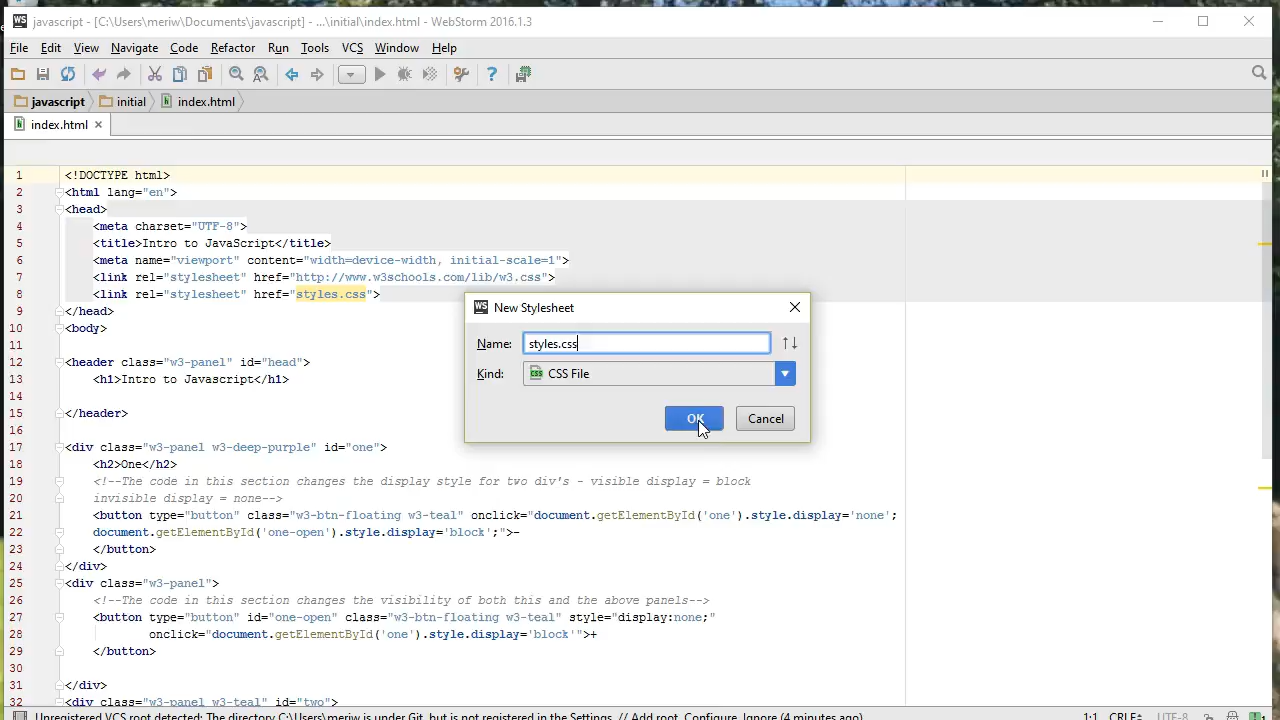 WS javascript - [C:\Users\meriw\Documents\javascript] - ...\initial\index.html - WebStorm 2016.1.3
File Edit View Navigate Code Refactor Run Tools VCS Window Help
javascript initial index.html
index.html
1 <!DOCTYPE html>
2 <html lang="en">
3 <head>
4 <meta charset="UTF-8">
5 <title>Intro to JavaScript</title>
6 <meta name="viewport" content="width=device-width, initial-scale=1">
7 <link rel="stylesheet" href="http://www.w3schools.com/lib/w3.css">
8 <link rel="stylesheet" href="styles.css">
9 </head>
10 <body>
11
12 <header class="w3-panel" id="head">
13 <h1>Intro to Javascript</h1>
14
15 </header>
16
17 <div class="w3-panel w3-deep-purple" id="one">
18 <h2>One</h2>
19 <!--The code in this section changes the display style for two div's - visible display = block
20 invisible display = none-->
21 <button type="button" class="w3-btn-floating w3-teal" onclick="document.getElementById('one').style.display='none';
22 document.getElementById('one-open').style.display='block';">-
23 </button>
24 </div>
25 <div class="w3-panel">
26 <!--The code in this section changes the visibility of both this and the above panels-->
27 <button type="button" id="one-open" class="w3-btn-floating w3-teal" style="display:none;"
28 onclick="document.getElementById('one').style.display='block'">+
29 </button>
30
31 </div>
32 <div class="w3-panel w3-teal" id="two">
WS New Stylesheet
Name: styles.css
Kind: CSS CSS File
OK Cancel
Unregistered VCS root detected: The directory C:\Users\meriw is under Git, but is not registered in the Settings. // Add root Configure Ignore (4 minutes ago) 1:1 CRLF÷ UTF-8